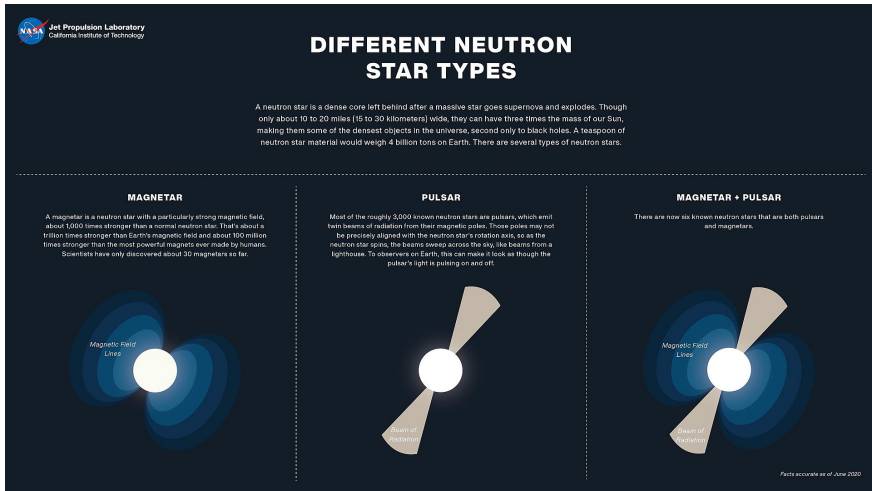 NASA
Jet Propulsion Laboratory
California Institute of Technology
DIFFERENT NEUTRON
STAR TYPES
A neutron star is a dense core left behind after a massive star goes supernova and explodes. Though
only about 10 to 20 miles (15 to 30 kilometers) wide, they can have three times the mass of our Sun,
making them some of the densest objects in the universe, second only to black holes. A teaspoon of
neutron star material would weigh 4 billion tons on Earth. There are several types of neutron stars.
MAGNETAR
A magnetar is a neutron star with a particularly strong magnetic field,
about 1,000 times stronger than a normal neutron star. That's about a
trillion times stronger than Earth's magnetic field and about 100 million
times stronger than the most powerful magnets ever made by humans.
Scientists have only discovered about 30 magnetars so far.
Magnetic Field
Lines
PULSAR
Most of the roughly 3,000 known neutron stars are pulsars, which emit
twin beams of radiation from their magnetic poles. Those poles may not
be precisely aligned with the neutron star's rotation axis, so as the
neutron star spins, the beams sweep across the sky, like beams from a
lighthouse. To observers on Earth, this can make it look as though the
pulsar's light is pulsing on and off.
Beam of
Radiation
MAGNETAR + PULSAR
There are now six known neutron stars that are both pulsars
and magnetars.
Magnetic Field
Lines
Beam of
Radiation
Facts accurate as of June 2020